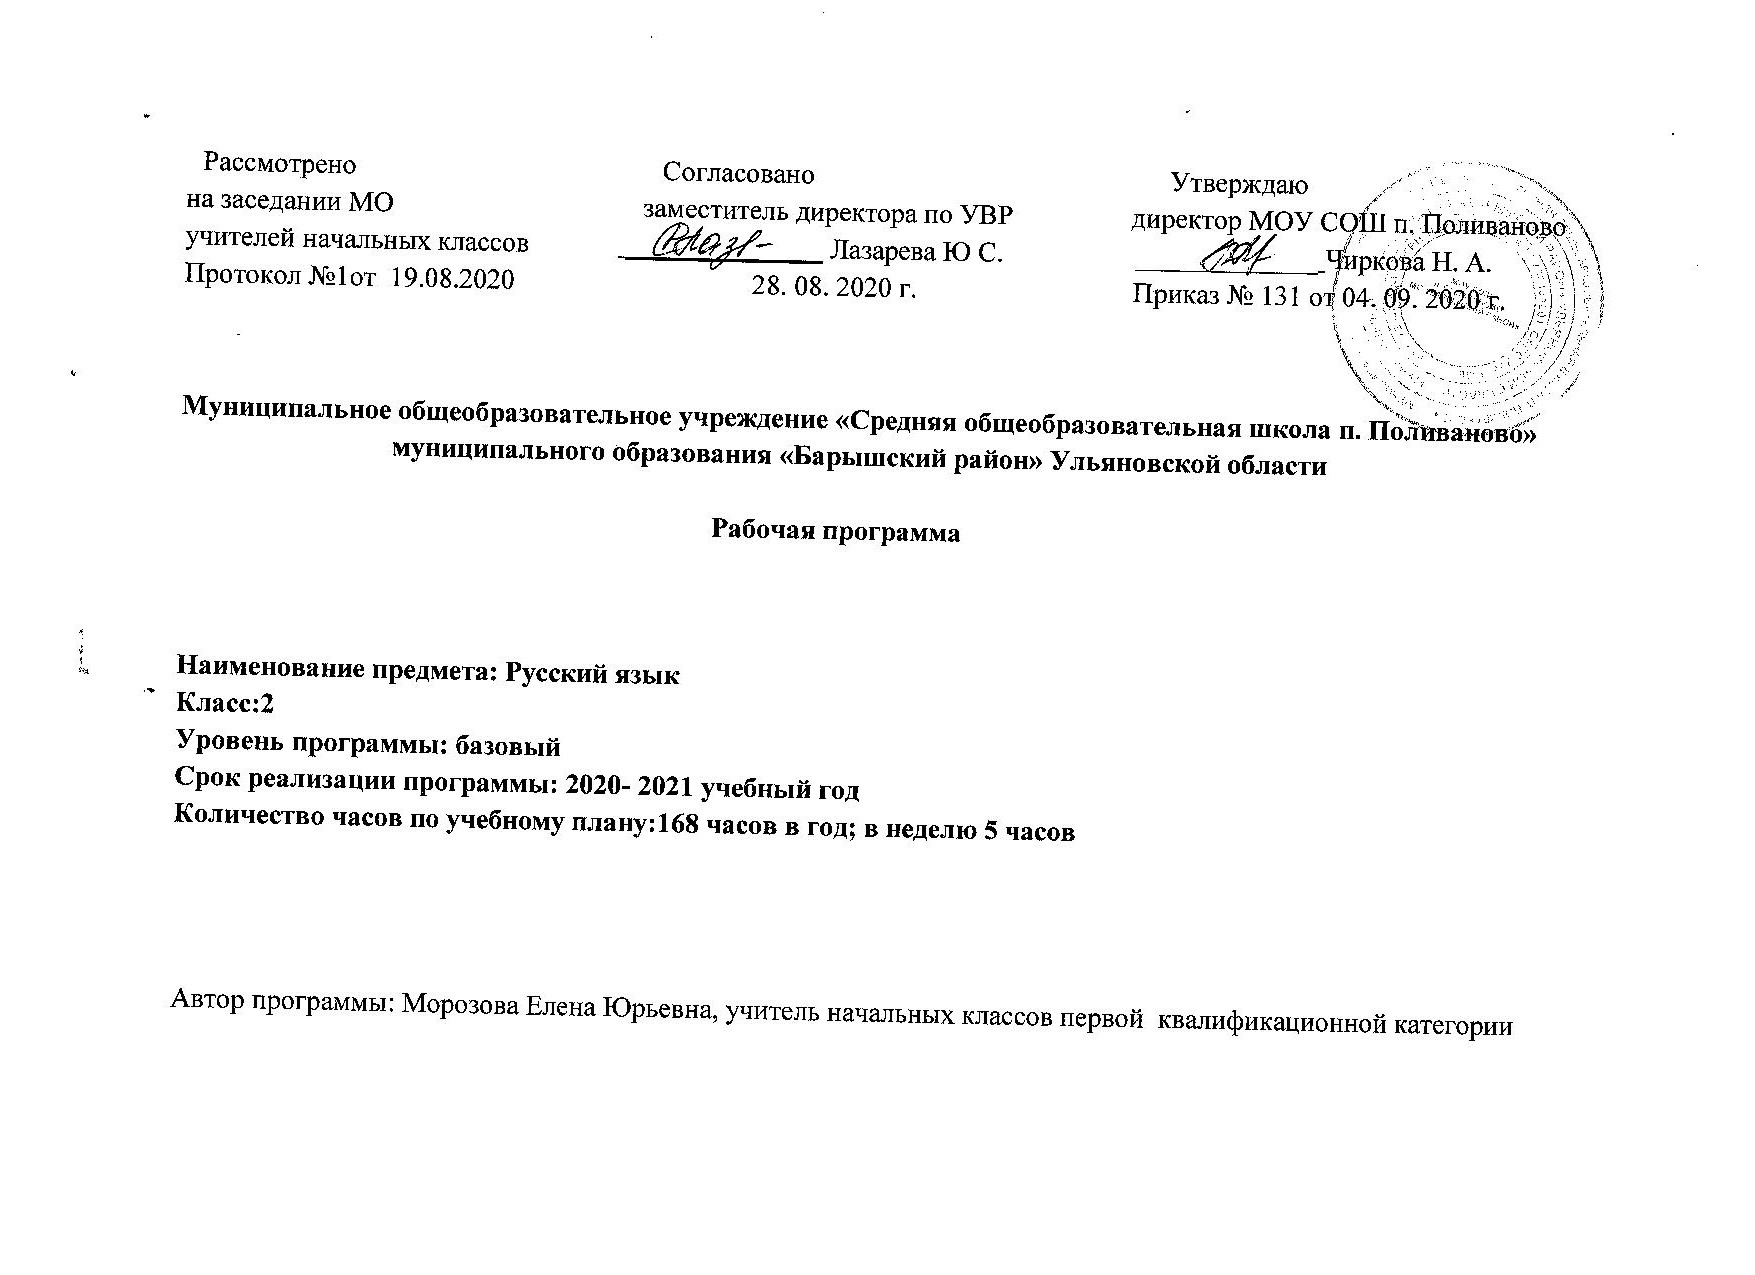 Рассмотрено
на заседании МО
учителей начальных классов
Протокол №1от 19.08.2020
Согласовано
заместитель директора по УВР
Лазарева Ю С.
28. 08. 2020 г.
Утверждаю
директор МОУ СОШ п. Поливаново
Чиркова Н. А.
Приказ № 131 от 04. 09. 2020 г.
Муниципальное общеобразовательное учреждение «Средняя общеобразовательная школа п. Поливаново»
муниципального образования «Барышский район» Ульяновской области
Рабочая программа
Наименование предмета: Русский язык
Класс:2
Уровень программы: базовый
Срок реализации программы: 2020- 2021 учебный год
Количество часов по учебному плану:168 часов в год; в неделю 5 часов
Автор программы: Морозова Елена Юрьевна, учитель начальных классов первой квалификационной категории